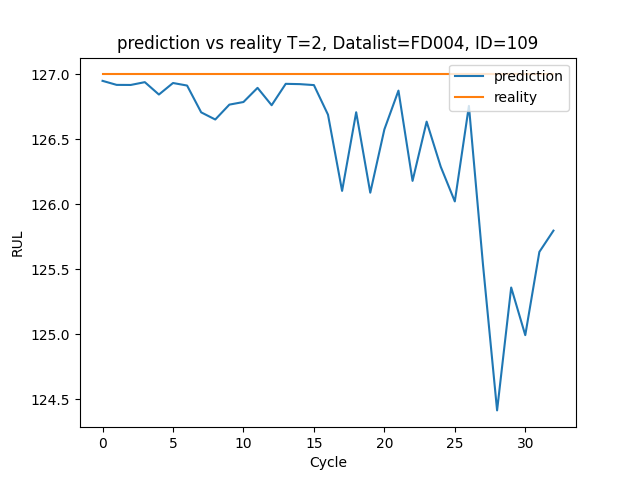 prediction vs reality T=2, Datalist=FD004, ID=109
127.0
126.5
126.0
125.5
125.0
124.5
RUL
prediction
reality
0 5 10 15 20 25 30
Cycle